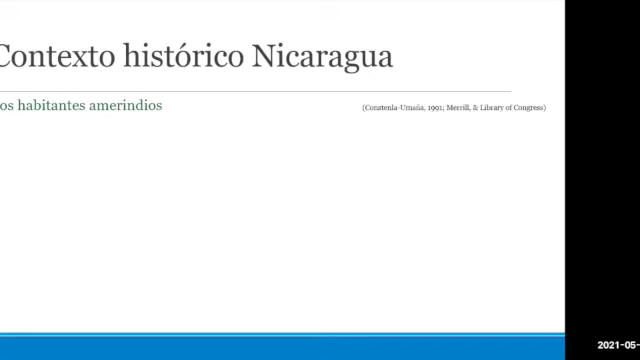 Contexto histórico Nicaragua
os habitantes amerindios
(Constenla-Umaña, 1991; Merrill, & Library of Congress)
2021-05-